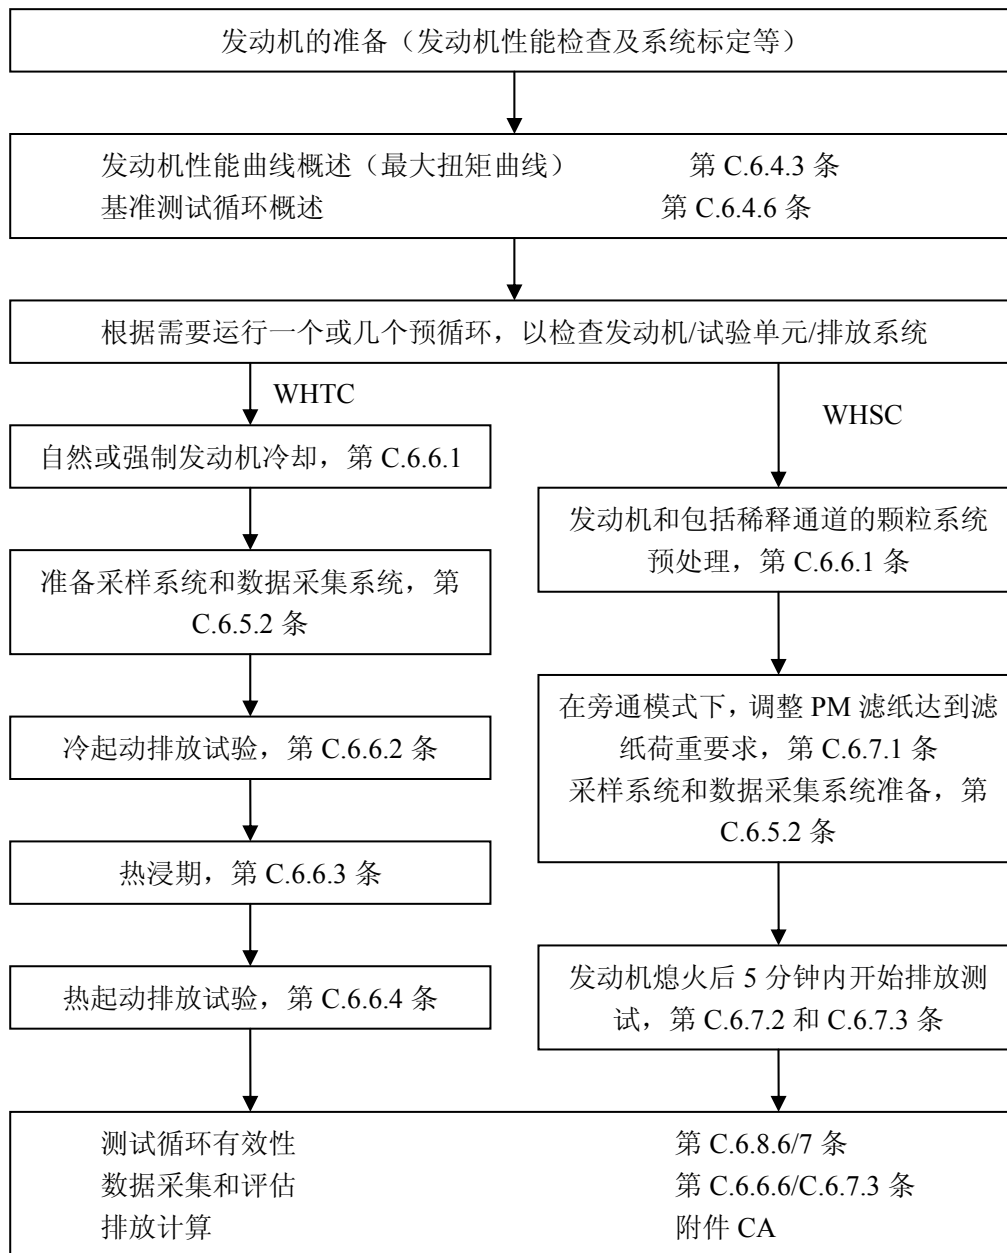 发动机的准备（发动机性能检查及系统标定等）
发动机性能曲线概述（最大扭矩曲线） 第 C.6.4.3 条
基准测试循环概述 第 C.6.4.6 条
根据需要运行一个或几个预循环，以检查发动机/试验单元/排放系统
WHTC
自然或强制发动机冷却，第 C.6.6.1
准备采样系统和数据采集系统，第
C.6.5.2 条
冷起动排放试验，第 C.6.6.2 条
热浸期，第 C.6.6.3 条
热起动排放试验，第 C.6.6.4 条
WHSC
发动机和包括稀释通道的颗粒系统
预处理，第 C.6.6.1 条
在旁通模式下，调整 PM 滤纸达到滤
纸荷重要求，第 C.6.7.1 条
采样系统和数据采集系统准备，第
C.6.5.2 条
发动机熄火后 5 分钟内开始排放测
试，第 C.6.7.2 和 C.6.7.3 条
测试循环有效性 第 C.6.8.6/7 条
数据采集和评估 第 C.6.6.6/C.6.7.3 条
排放计算 附件 CA